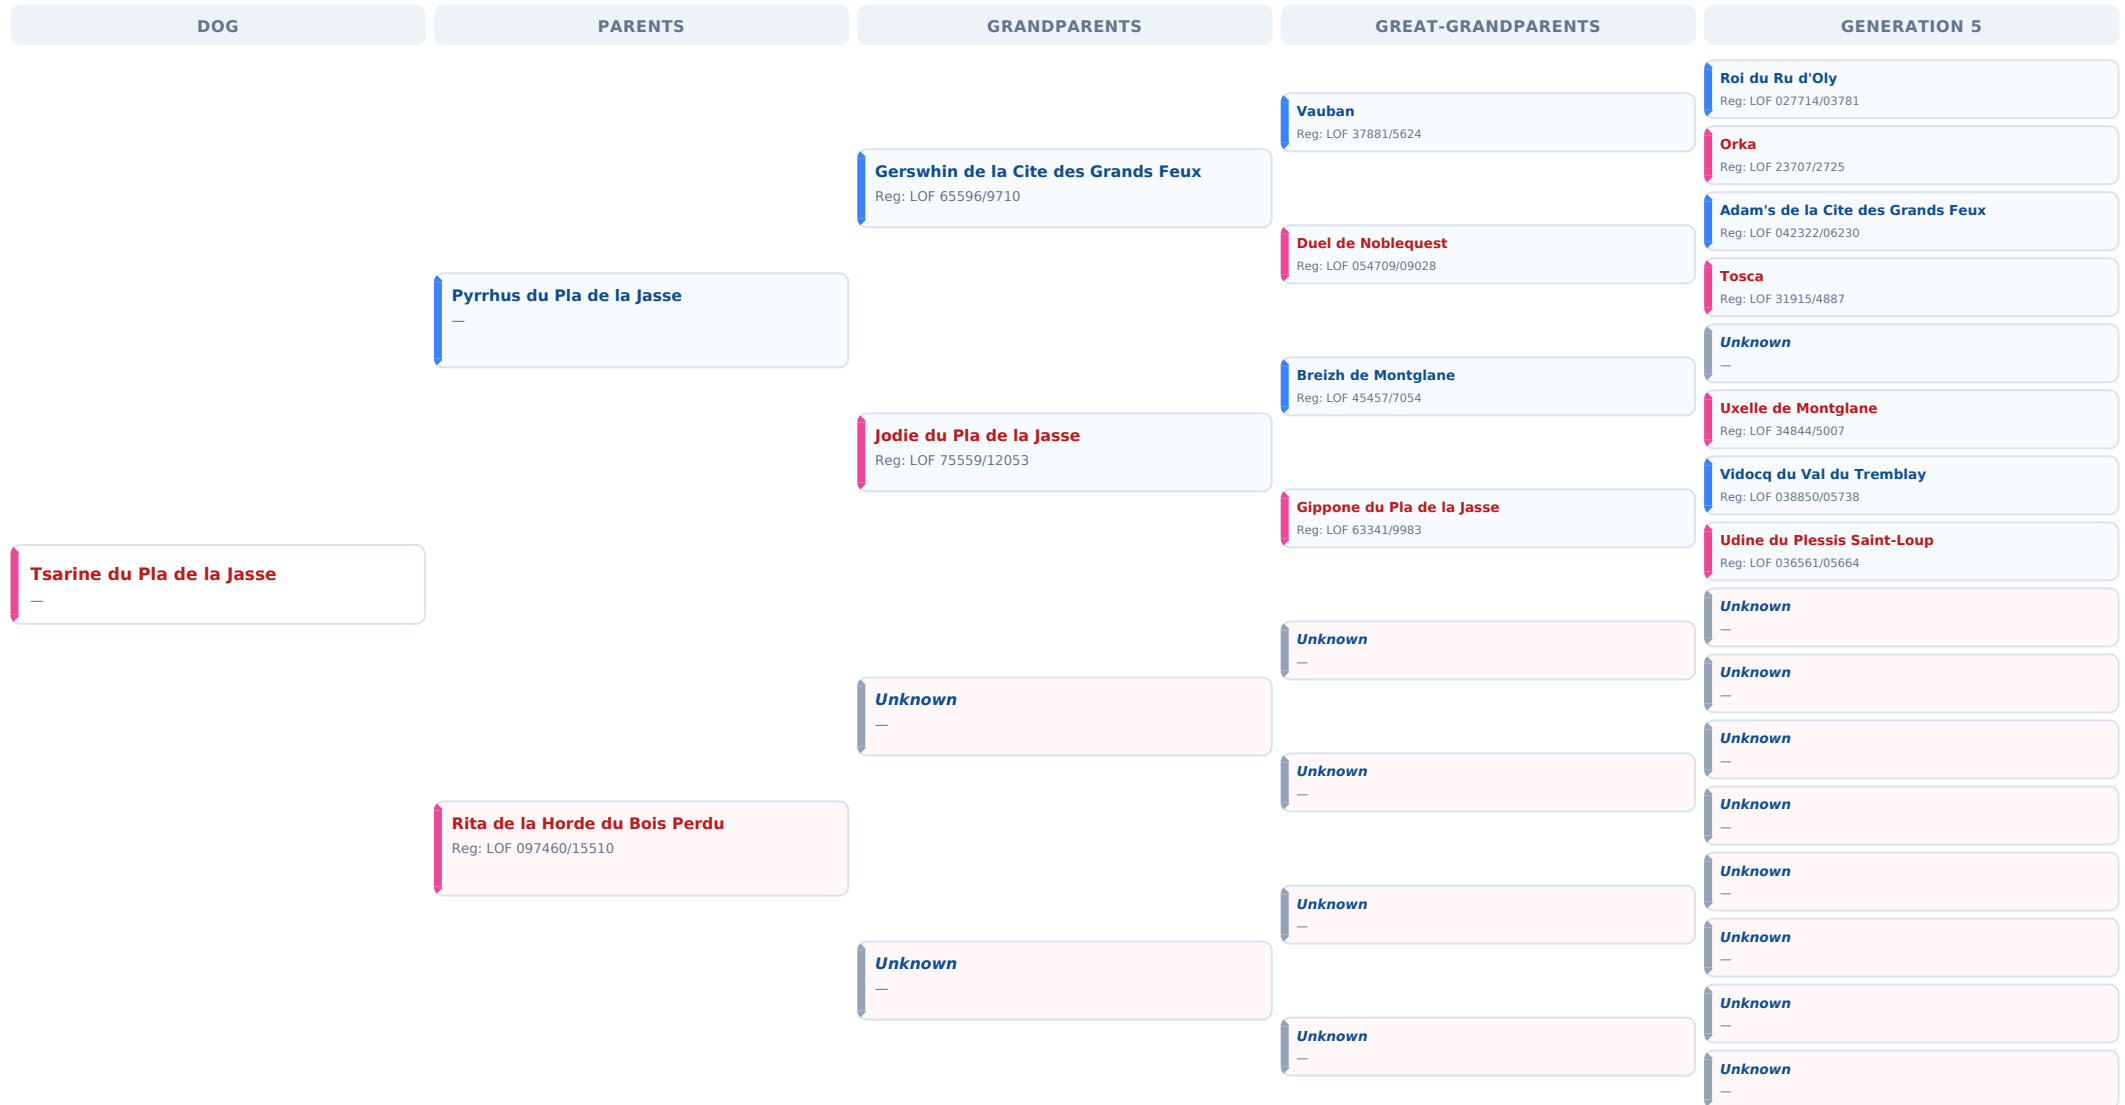 DOG
PARENTS
GRANDPARENTS
GREAT-GRANDPARENTS
GENERATION 5
Tsarine du Pla de la Jasse
—
Pyrrhus du Pla de la Jasse
—
Rita de la Horde du Bois Perdu
Reg: LOF 097460/15510
Gerswhin de la Cite des Grands Feux
Reg: LOF 65596/9710
Jodie du Pla de la Jasse
Reg: LOF 75559/12053
Unknown
—
Unknown
—
Vauban
Reg: LOF 37881/5624
Duel de Noblequest
Reg: LOF 054709/09028
Breizh de Montglane
Reg: LOF 45457/7054
Gippone du Pla de la Jasse
Reg: LOF 63341/9983
Unknown
—
Unknown
—
Unknown
—
Unknown
—
Roi du Ru d'Oly
Reg: LOF 027714/03781
Orka
Reg: LOF 23707/2725
Adam's de la Cite des Grands Feux
Reg: LOF 042322/06230
Tosca
Reg: LOF 31915/4887
Unknown
—
Uxelle de Montglane
Reg: LOF 34844/5007
Vidocq du Val du Tremblay
Reg: LOF 038850/05738
Udine du Plessis Saint-Loup
Reg: LOF 036561/05664
Unknown
—
Unknown
—
Unknown
—
Unknown
—
Unknown
—
Unknown
—
Unknown
—
Unknown
—